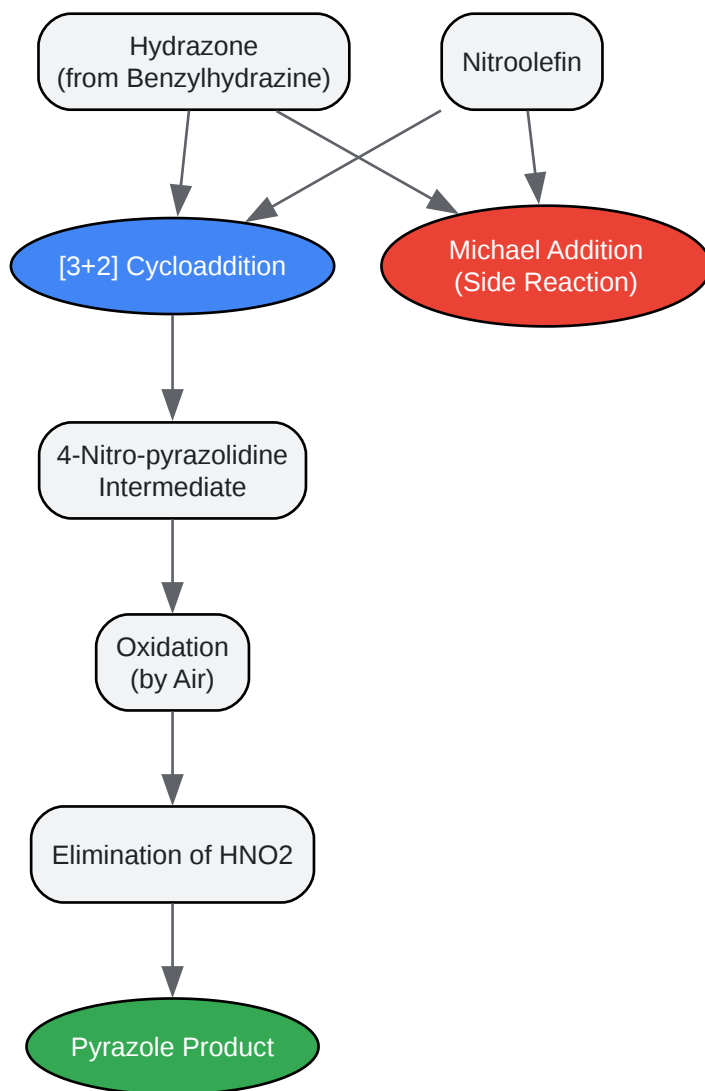 Hydrazone
(from Benzylhydrazine)
Nitroolefin
[3+2] Cycloaddition
Michael Addition
(Side Reaction)
4-Nitro-pyrazolidine
Intermediate
Oxidation
(by Air)
Elimination of HNO2
Pyrazole Product